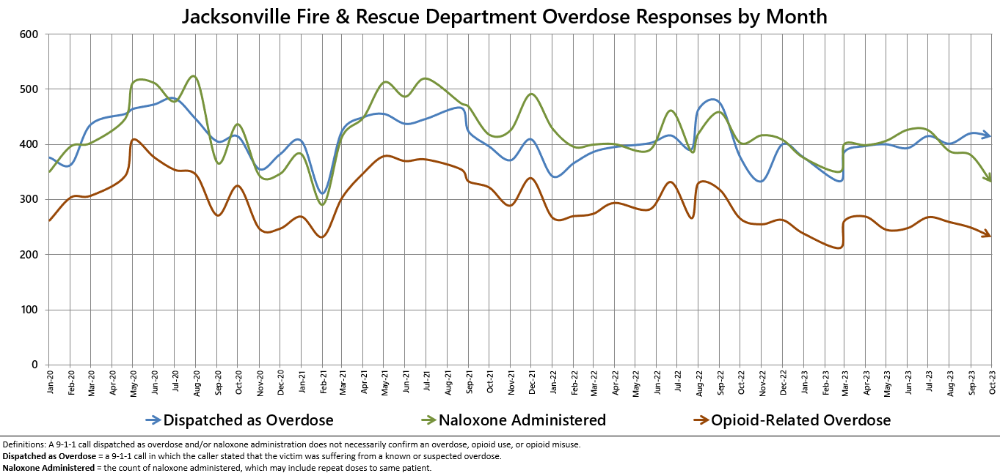 Jacksonville Fire & Rescue Department Overdose Responses by Month
600
500
400
300
200
100
0
Jan-20
Feb-20
Mar-20
Apr-20
May-20
Jun-20
Jul-20
Aug-20
Sep-20
Oct-20
Nov-20
Dec-20
Jan-21
Feb-21
Mar-21
Apr-21
May-21
Jun-21
Jul-21
Aug-21
Sep-21
Oct-21
Nov-21
Dec-21
Jan-22
Feb-22
Mar-22
Apr-22
May-22
Jun-22
Jul-22
Aug-22
Sep-22
Oct-22
Nov-22
Dec-22
Jan-23
Feb-23
Mar-23
Apr-23
May-23
Jun-23
Jul-23
Aug-23
Sep-23
Oct-23
Dispatched as Overdose
Naloxone Administered
Opioid-Related Overdose
Definitions: A 9-1-1 call dispatched as overdose and/or naloxone administration does not necessarily confirm an overdose, opioid use, or opioid misuse.
Dispatched as Overdose = a 9-1-1 call in which the caller stated that the victim was suffering from a known or suspected overdose.
Naloxone Administered = the count of naloxone administered, which may include repeat doses to same patient.